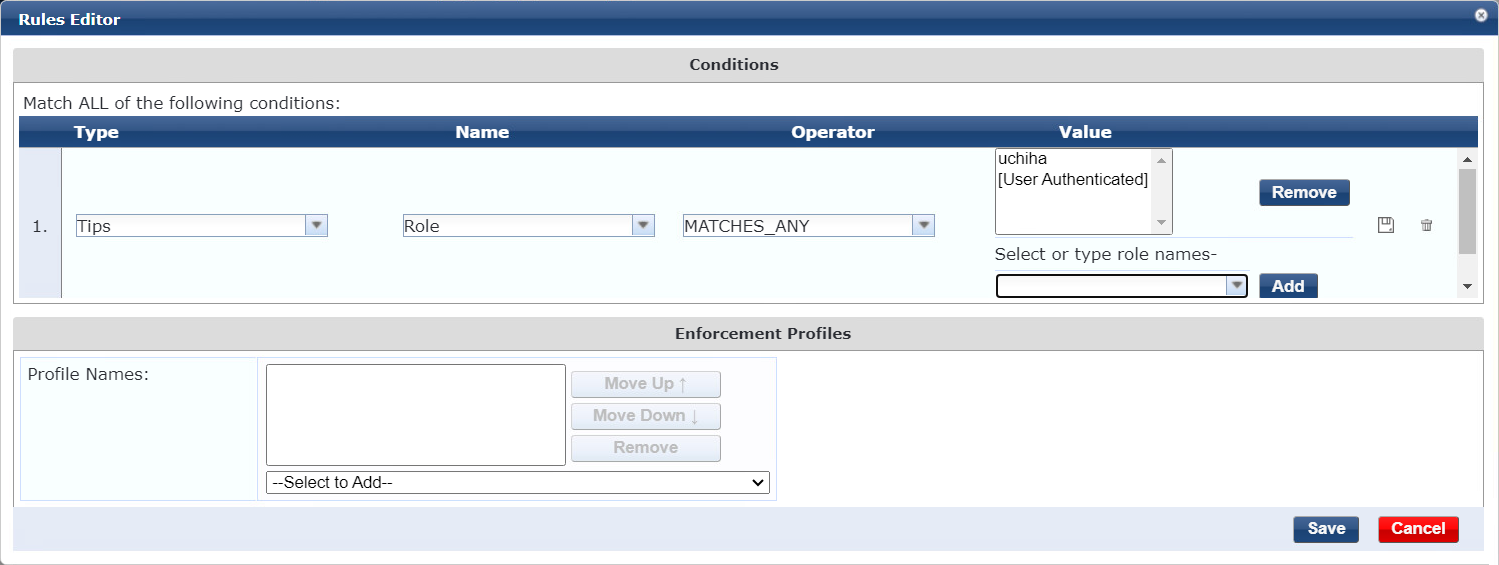 Rules Editor
Conditions
Match ALL of the following conditions:
Type Name Operator Value
1. Tips Role MATCHES_ANY
uchiha
[User Authenticated]
Remove
Select or type role names-
Add
Enforcement Profiles
Profile Names:
Move Up ↑
Move Down ↓
Remove
--Select to Add--
Save Cancel